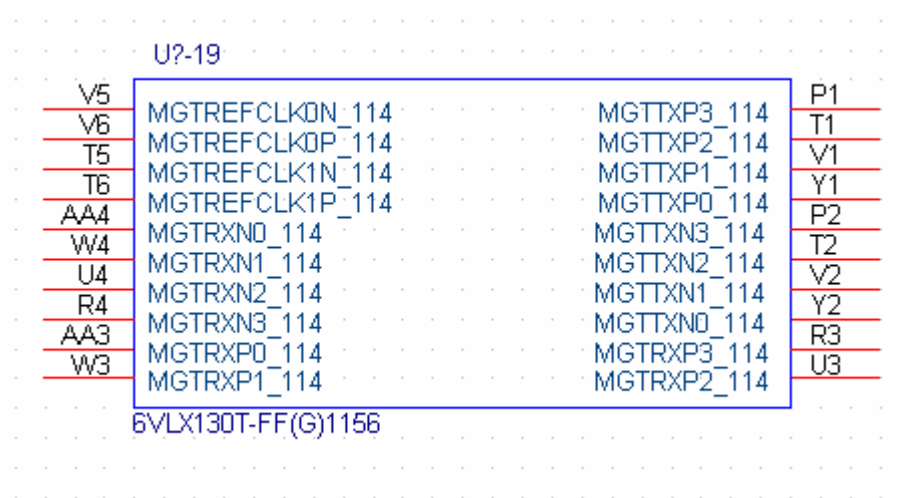 U?-19
V5 MGTREFCLK0N_114 MGTTXP3_114 P1
V6 MGTREFCLK0P_114 MGTTXP2_114 T1
T5 MGTREFCLK1N_114 MGTTXP1_114 V1
T6 MGTREFCLK1P_114 MGTTXP0_114 Y1
AA4 MGTRXN0_114 MGTTXN3_114 P2
W4 MGTRXN1_114 MGTTXN2_114 T2
U4 MGTRXN2_114 MGTTXN1_114 V2
R4 MGTRXN3_114 MGTTXN0_114 Y2
AA3 MGTRXP0_114 MGTRXP3_114 R3
W3 MGTRXP1_114 MGTRXP2_114 U3
6VLX130T-FF(G)1156